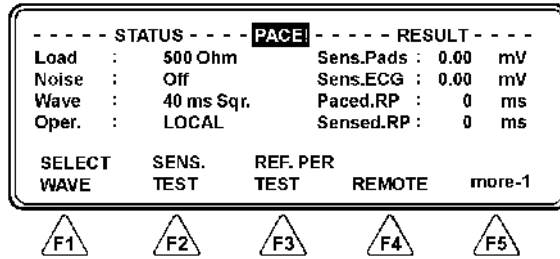 - - - - - STATUS - - - - PACE! - - - - - RESULT - - - -
Load : 500 Ohm Sens.Pads : 0.00 mV
Noise : Off Sens.ECG : 0.00 mV
Wave : 40 ms Sqr. Paced.RP : 0 ms
Oper. : LOCAL Sensed.RP : 0 ms
SELECT SENS. REF. PER
WAVE TEST TEST REMOTE more-1
F1 F2 F3 F4 F5